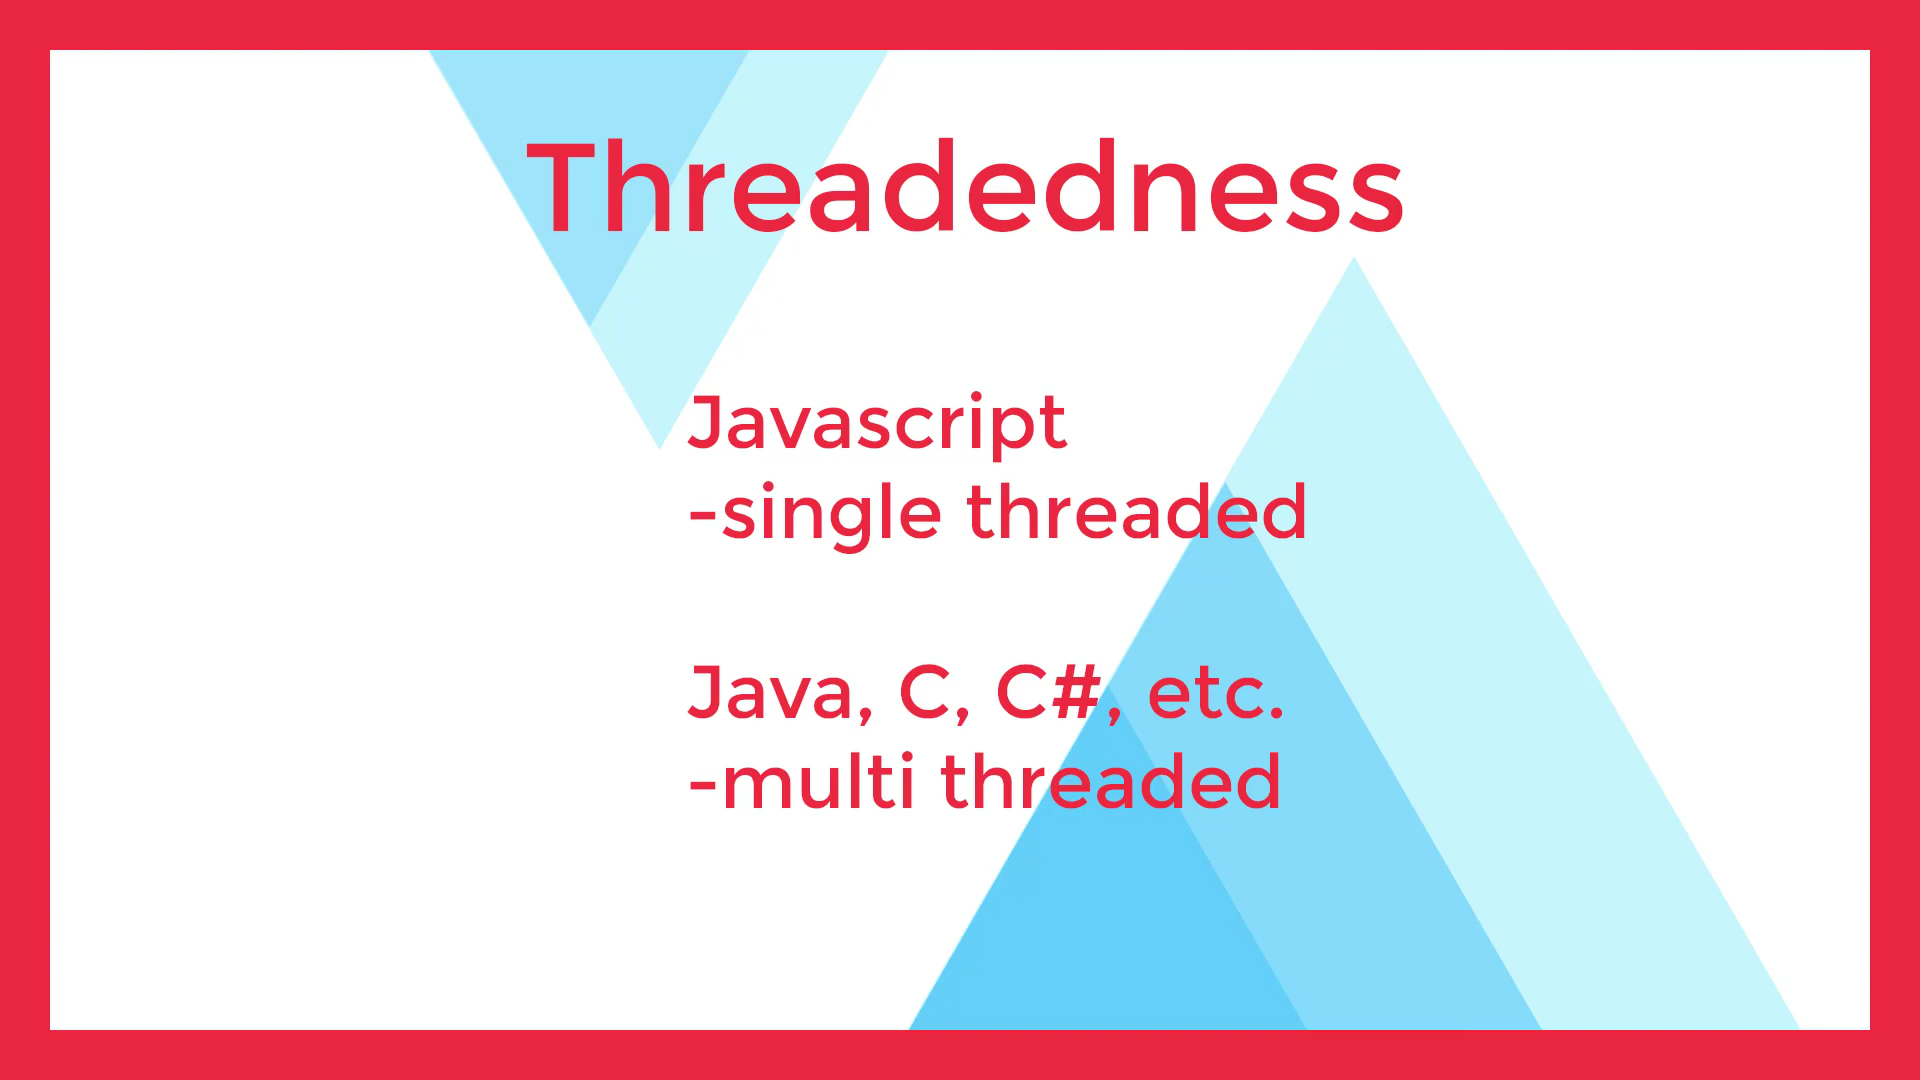 Threadedness
Javascript
-single threaded
Java, C, C#, etc.
-multi threaded